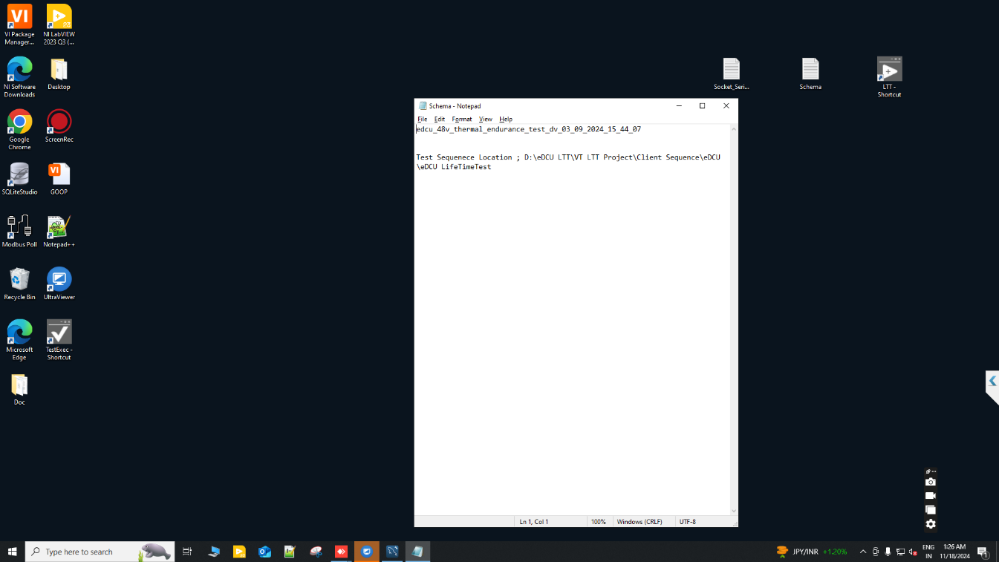 VI Package
Manager...
NI LabVIEW
2023 Q3 (...
NI Software
Downloads
Desktop
Google
Chrome
ScreenRec
SQLiteStudio
GOOP
Modbus Poll
Notepad++
Recycle Bin
UltraViewer
Microsoft
Edge
TestExec -
Shortcut
Doc
Socket_Seri...
Schema
LTT -
Shortcut
Schema - Notepad
File Edit Format View Help
edcu_48v_thermal_endurance_test_dv_03_09_2024_15_44_07
Test Sequenece Location ; D:\eDCU LTT\VT LTT Project\Client Sequence\eDCU
\eDCU LifeTimeTest
Ln 1, Col 1 100% Windows (CRLF) UTF-8
Type here to search
JPY/INR +1.20%
ENG
IN
1:26 AM
11/18/2024
1